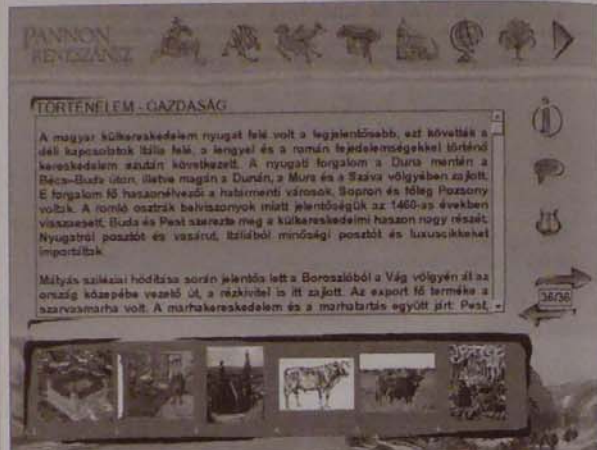 PANNON
RENESZÁNSZ
TÖRTÉNELEM - GAZDASÁG
A magyar külkereskedelem nyugat felé volt a legjelentősebb, ezt követték a
déli kapcsolatok Itália felé, a lengyel és a román fejedelemségekkel történő
kereskedelem ezután következett. A nyugati forgalom a Duna mentén a
Bécs–Buda úton, illetve magán a Dunán, a Mura és a Száva völgyében zajlott.
E forgalom fő haszonélvezői a határmenti városok, Sopron és főleg Pozsony
voltak. A romló osztrák belviszonyok miatt jelentőségük az 1460-as években
visszaesett, Buda és Pest szerezte meg a külkereskedelmi haszon nagy részét.
Nyugatról posztót és vasárut, Itáliából minőségi posztót és luxuscikkeket
importáltak.
Mátyás sziléziai hódítása során jelentős lett a Boroszlóból a Vág völgyén át az
ország közepébe vezető út, a rézkivitel is itt zajlott. Az export fő terméke a
szarvasmarha volt. A marhakereskedelem és a marhatartás együtt járt: Pest,
36/36